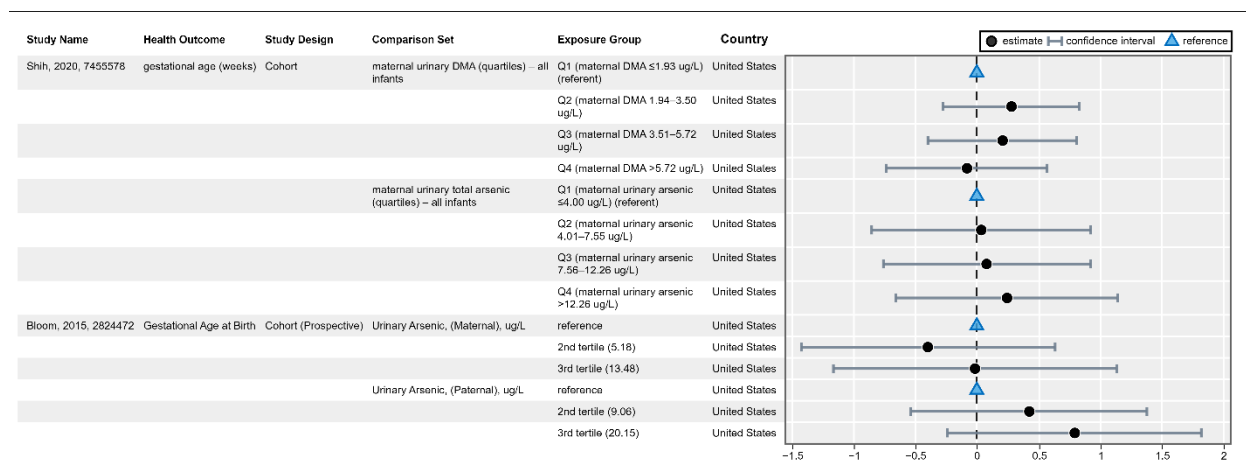 Study Name Health Outcome Study Design Comparison Set Exposure Group Country
estimate confidence interval reference
Shih, 2020, 7455578 gestational age (weeks) Cohort maternal urinary DMA (quartiles) – all infants Q1 (maternal DMA ≤1.93 ug/L) (referent) United States
Q2 (maternal DMA 1.94–3.50 ug/L) United States
Q3 (maternal DMA 3.51–5.72 ug/L) United States
Q4 (maternal DMA >5.72 ug/L) United States
maternal urinary total arsenic (quartiles) – all infants Q1 (maternal urinary arsenic ≤4.00 ug/L) (referent) United States
Q2 (maternal urinary arsenic 4.01–7.55 ug/L) United States
Q3 (maternal urinary arsenic 7.56–12.26 ug/L) United States
Q4 (maternal urinary arsenic >12.26 ug/L) United States
Bloom, 2015, 2824472 Gestational Age at Birth Cohort (Prospective) Urinary Arsenic, (Maternal), ug/L reference United States
2nd tertile (5.18) United States
3rd tertile (13.48) United States
Urinary Arsenic, (Paternal), ug/L reference United States
2nd tertile (9.06) United States
3rd tertile (20.15) United States
−1.5 −1 −0.5 0 0.5 1 1.5 2